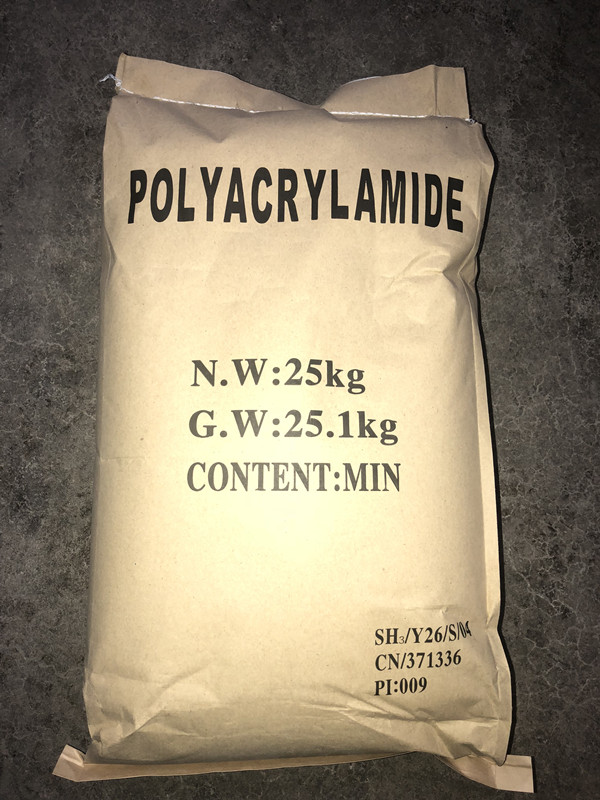 POLYACRYLAMIDE
N.W:25kg
G.W:25.1kg
CONTENT:MIN
SH₃/Y26/S/04
CN/371336
PI:009